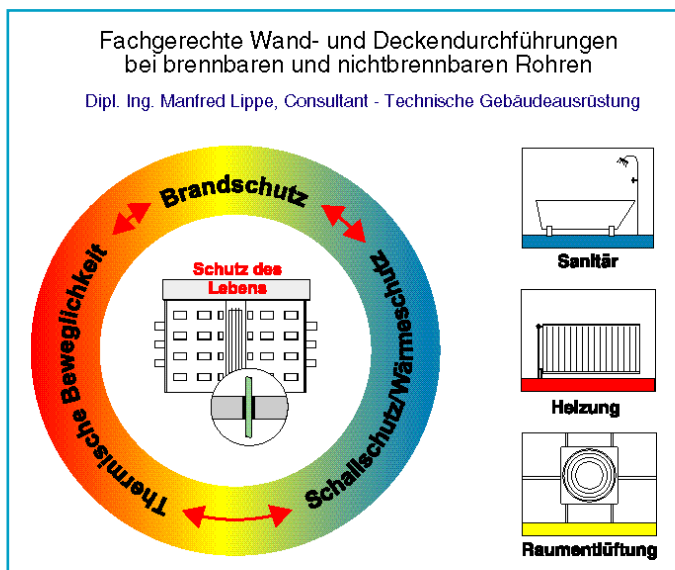 Fachgerechte Wand- und Deckendurchführungen
bei brennbaren und nichtbrennbaren Rohren
Dipl. Ing. Manfred Lippe, Consultant - Technische Gebäudeausrüstung
Brandschutz
Thermische Beweglichkeit
Schallschutz/Wärmeschutz
Schutz des
Lebens
Sanitär
Heizung
Raumentlüftung